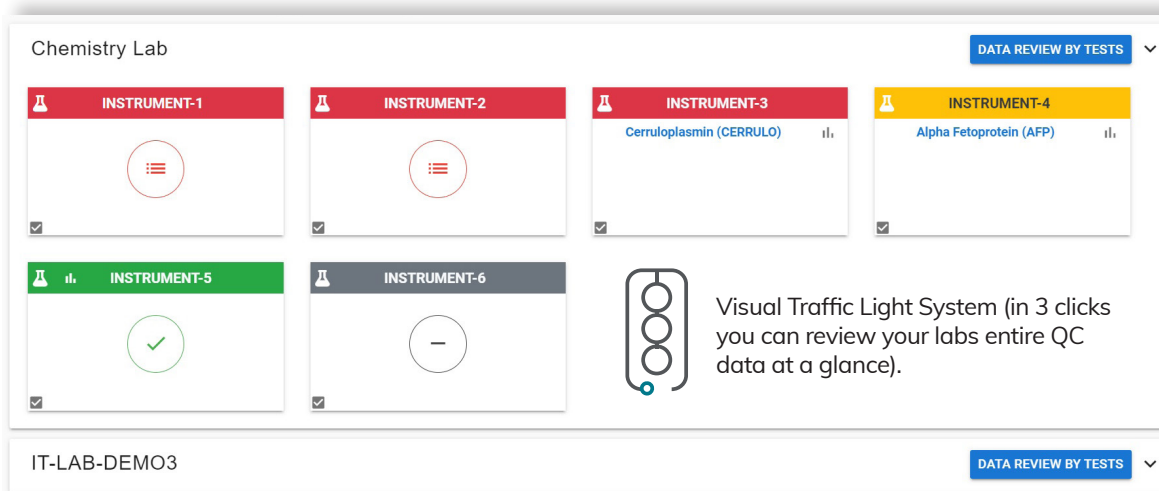 Chemistry Lab
DATA REVIEW BY TESTS
INSTRUMENT-1
INSTRUMENT-2
INSTRUMENT-3
INSTRUMENT-4
Cerruloplasmin (CERRULO)
Alpha Fetoprotein (AFP)
INSTRUMENT-5
INSTRUMENT-6
Visual Traffic Light System (in 3 clicks
you can review your labs entire QC
data at a glance).
IT-LAB-DEMO3
DATA REVIEW BY TESTS